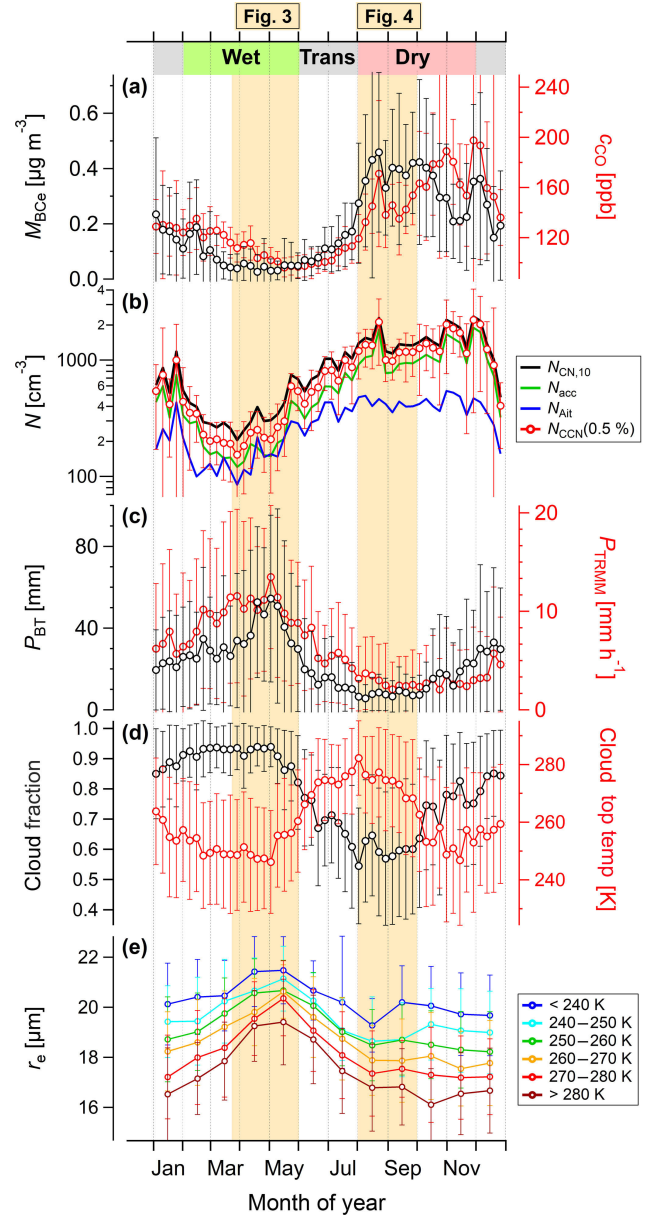 Fig. 3 Fig. 4
Wet Trans Dry
(a)
M_BCe [µg m⁻³]
0.6
0.4
0.2
0.0
c_CO [ppb]
240
200
160
120
(b)
N [cm⁻³]
4
2
1000
6
4
2
100
N_CN,10
N_acc
N_Ait
N_CCN(0.5 %)
(c)
P_BT [mm]
80
40
0
P_TRMM [mm h⁻¹]
20
10
0
(d)
Cloud fraction
1.0
0.9
0.8
0.7
0.6
0.5
0.4
Cloud top temp [K]
280
260
240
(e)
r_e [µm]
22
20
18
16
< 240 K
240–250 K
250–260 K
260–270 K
270–280 K
> 280 K
Jan Mar May Jul Sep Nov
Month of year